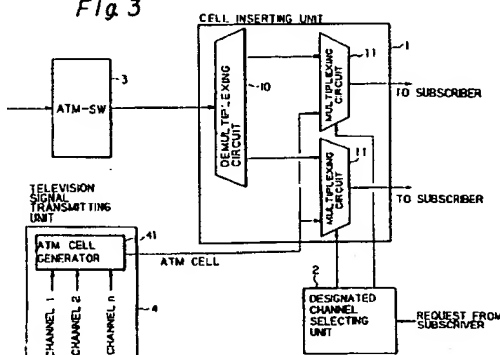 Fig. 3
CELL INSERTING UNIT
1
11
3
10
ATM-SW
DEMULTIPLEXING
CIRCUIT
MULTIPLEXING
CIRCUIT
TO SUBSCRIBER
11
MULTIPLEXING
CIRCUIT
TO SUBSCRIBER
TELEVISION
SIGNAL
TRANSMITTING
UNIT
41
ATM CELL
GENERATOR
ATM CELL
CHANNEL 1
CHANNEL 2
CHANNEL n
4
2
DESIGNATED
CHANNEL
SELECTING
UNIT
REQUEST FROM
SUBSCRIVER